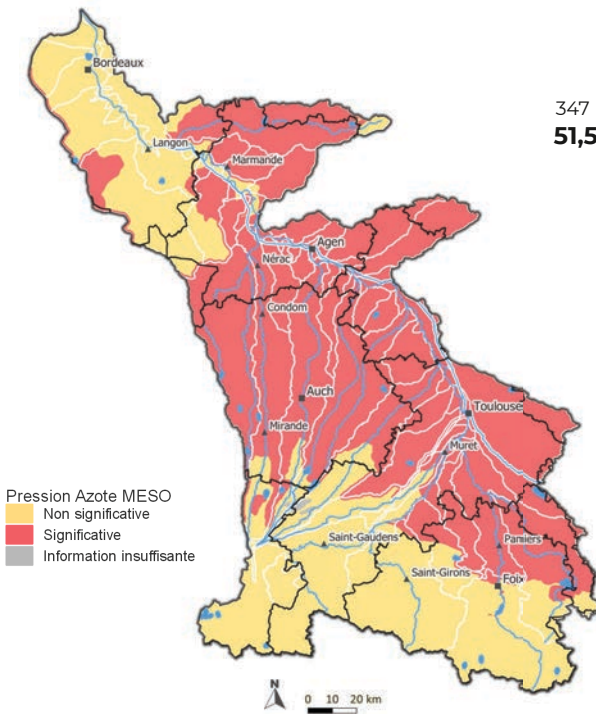 Bordeaux
347
51,5
Langon
Marmande
Agen
Nérac
Condom
Auch
Toulouse
Mirande
Muret
Pression Azote MESO
Non significative
Significative
Information insuffisante
Saint-Gaudens
Pamiers
Saint-Girons
Foix
N
0 10 20 km